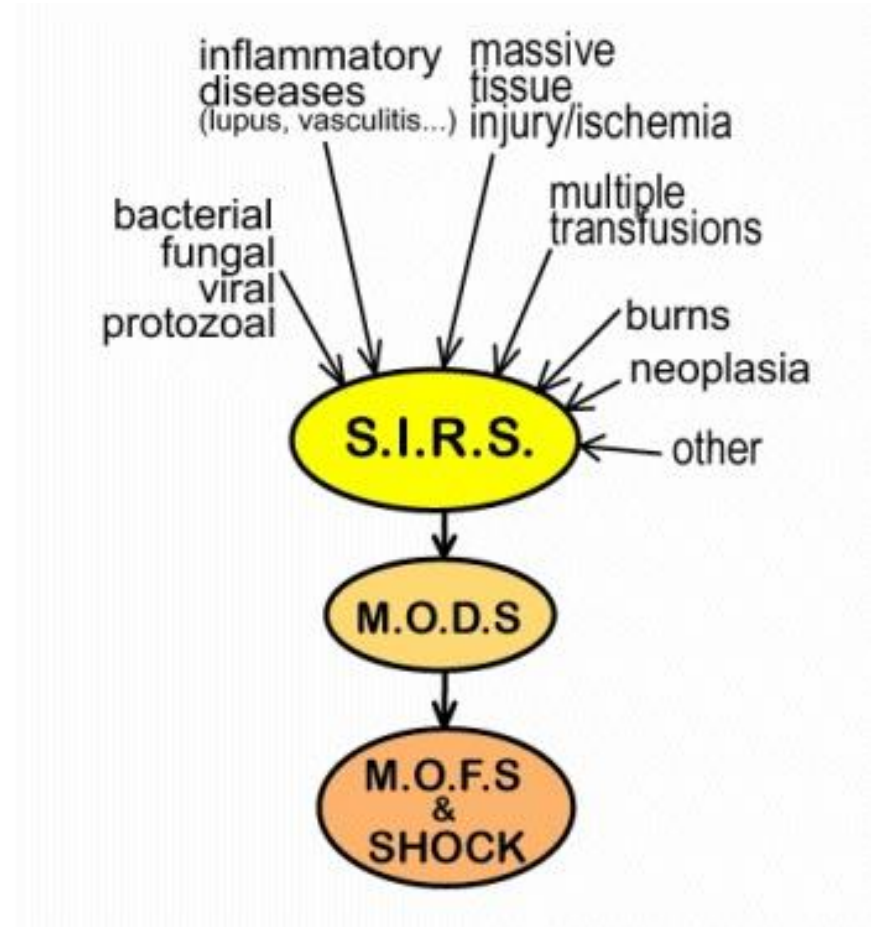 inflammatory
diseases
(lupus, vasculitis...)
massive
tissue
injury/ischemia
bacterial
fungal
viral
protozoal
multiple
transfusions
burns
neoplasia
other
S.I.R.S.
M.O.D.S
M.O.F.S
&
SHOCK